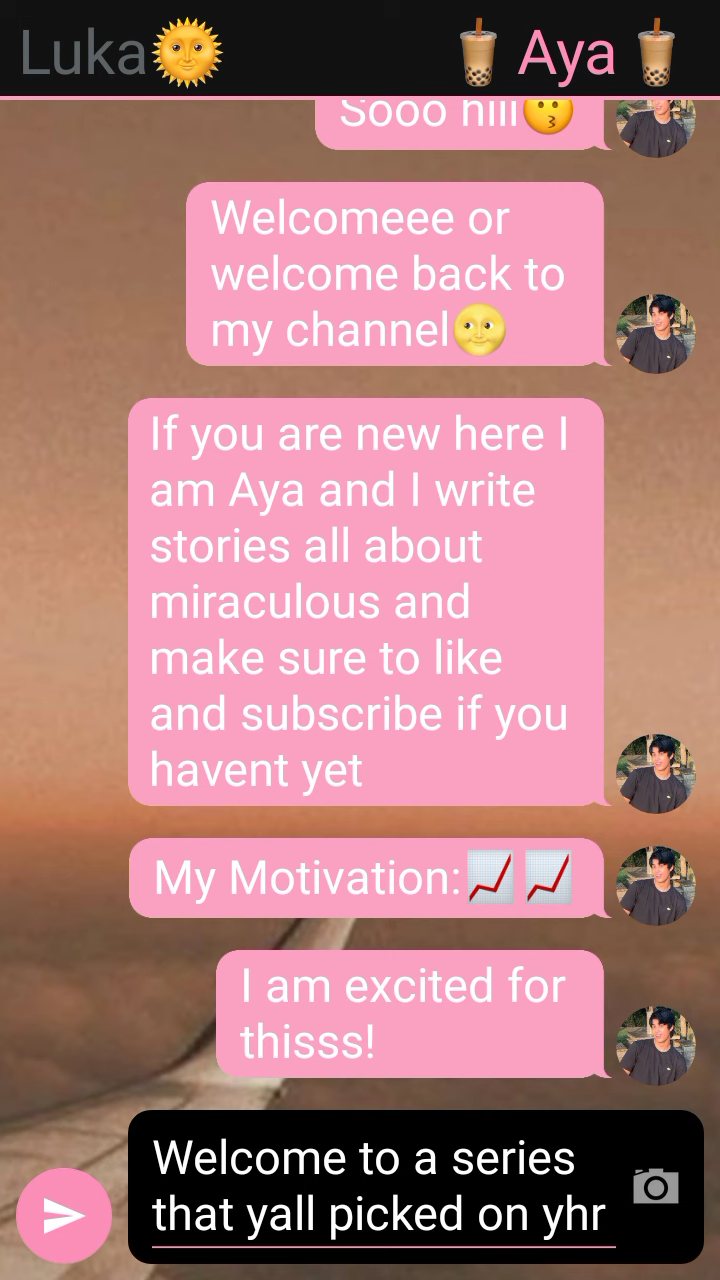 Luka🌞 🧋 Aya 🧋
Sooo hiii😗
Welcomeee or
welcome back to
my channel🌝
If you are new here I
am Aya and I write
stories all about
miraculous and
make sure to like
and subscribe if you
havent yet
My Motivation:📈 📈
I am excited for
thisss!
Welcome to a series
that yall picked on yhr